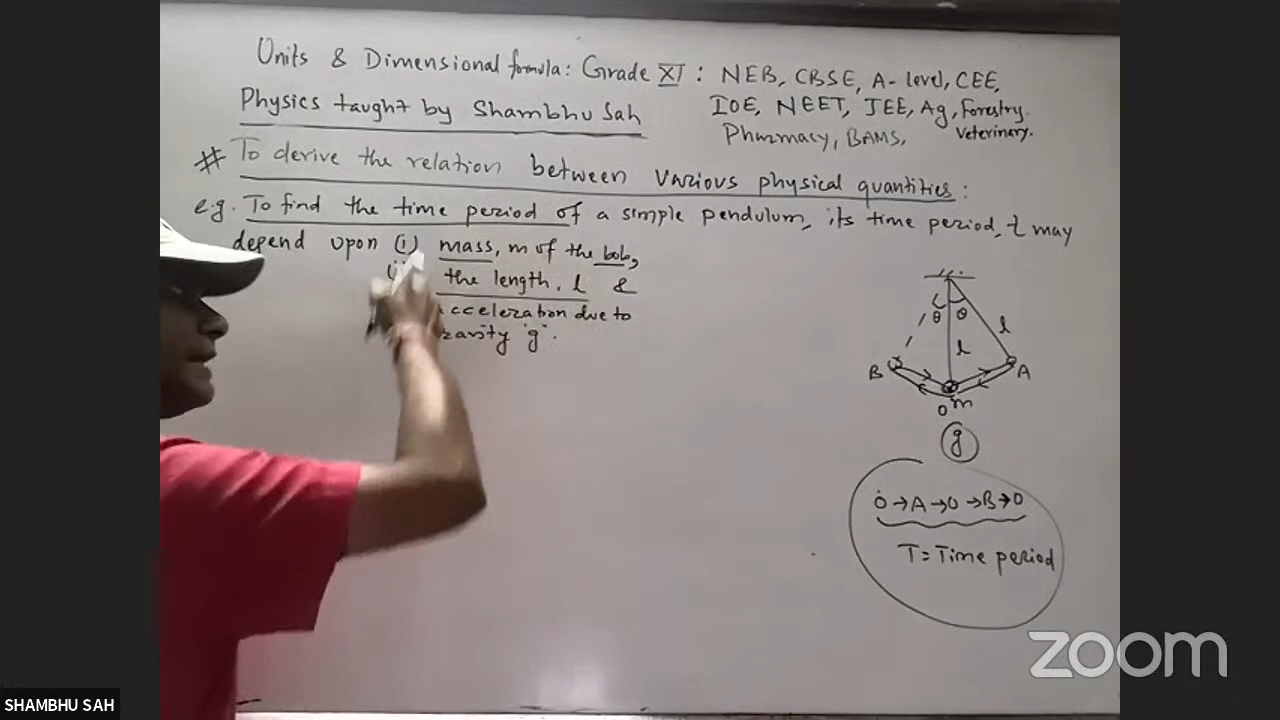 Units & Dimensional formula: Grade XI: NEB, CBSE, A-level, CEE,
Physics taught by Shambhu Sah
IOE, NEET, JEE, Ag, Forestry.
Pharmacy, BAMS, Veterinary.
# To derive the relation between various physical quantities:
e.g. To find the time period of a simple pendulum, its time period, t may
depend upon (i) mass, m of the bob,
the length, l &
acceleration due to
"g".
θ θ
l
l
B
A
O m
g
O→A→O→B→O
T = Time period
zoom
SHAMBHU SAH